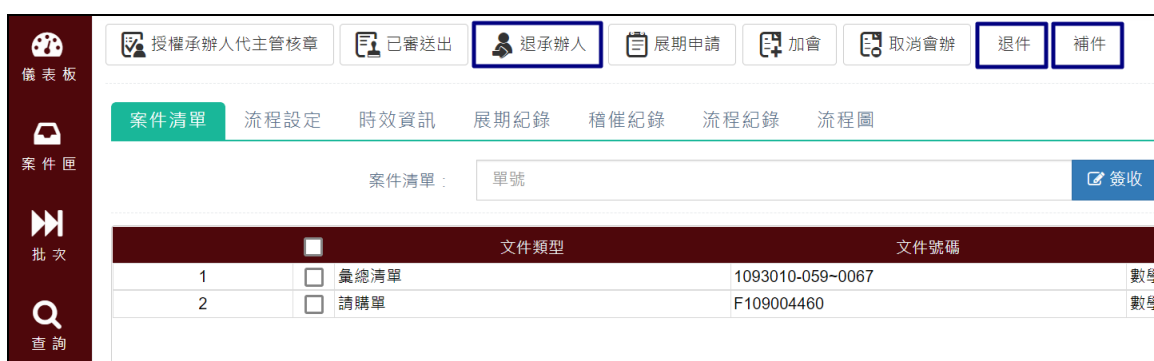 授權承辦人代主管核章 已審送出 退承辦人 展期申請 加會 取消會辦 退件 補件
儀表板
案件清單 流程設定 時效資訊 展期紀錄 稽催紀錄 流程紀錄 流程圖
案件匣
案件清單 : 單號 簽收
批次
文件類型 文件號碼
1 彙總清單 1093010-059~0067 數學
2 請購單 F109004460 數學
查詢